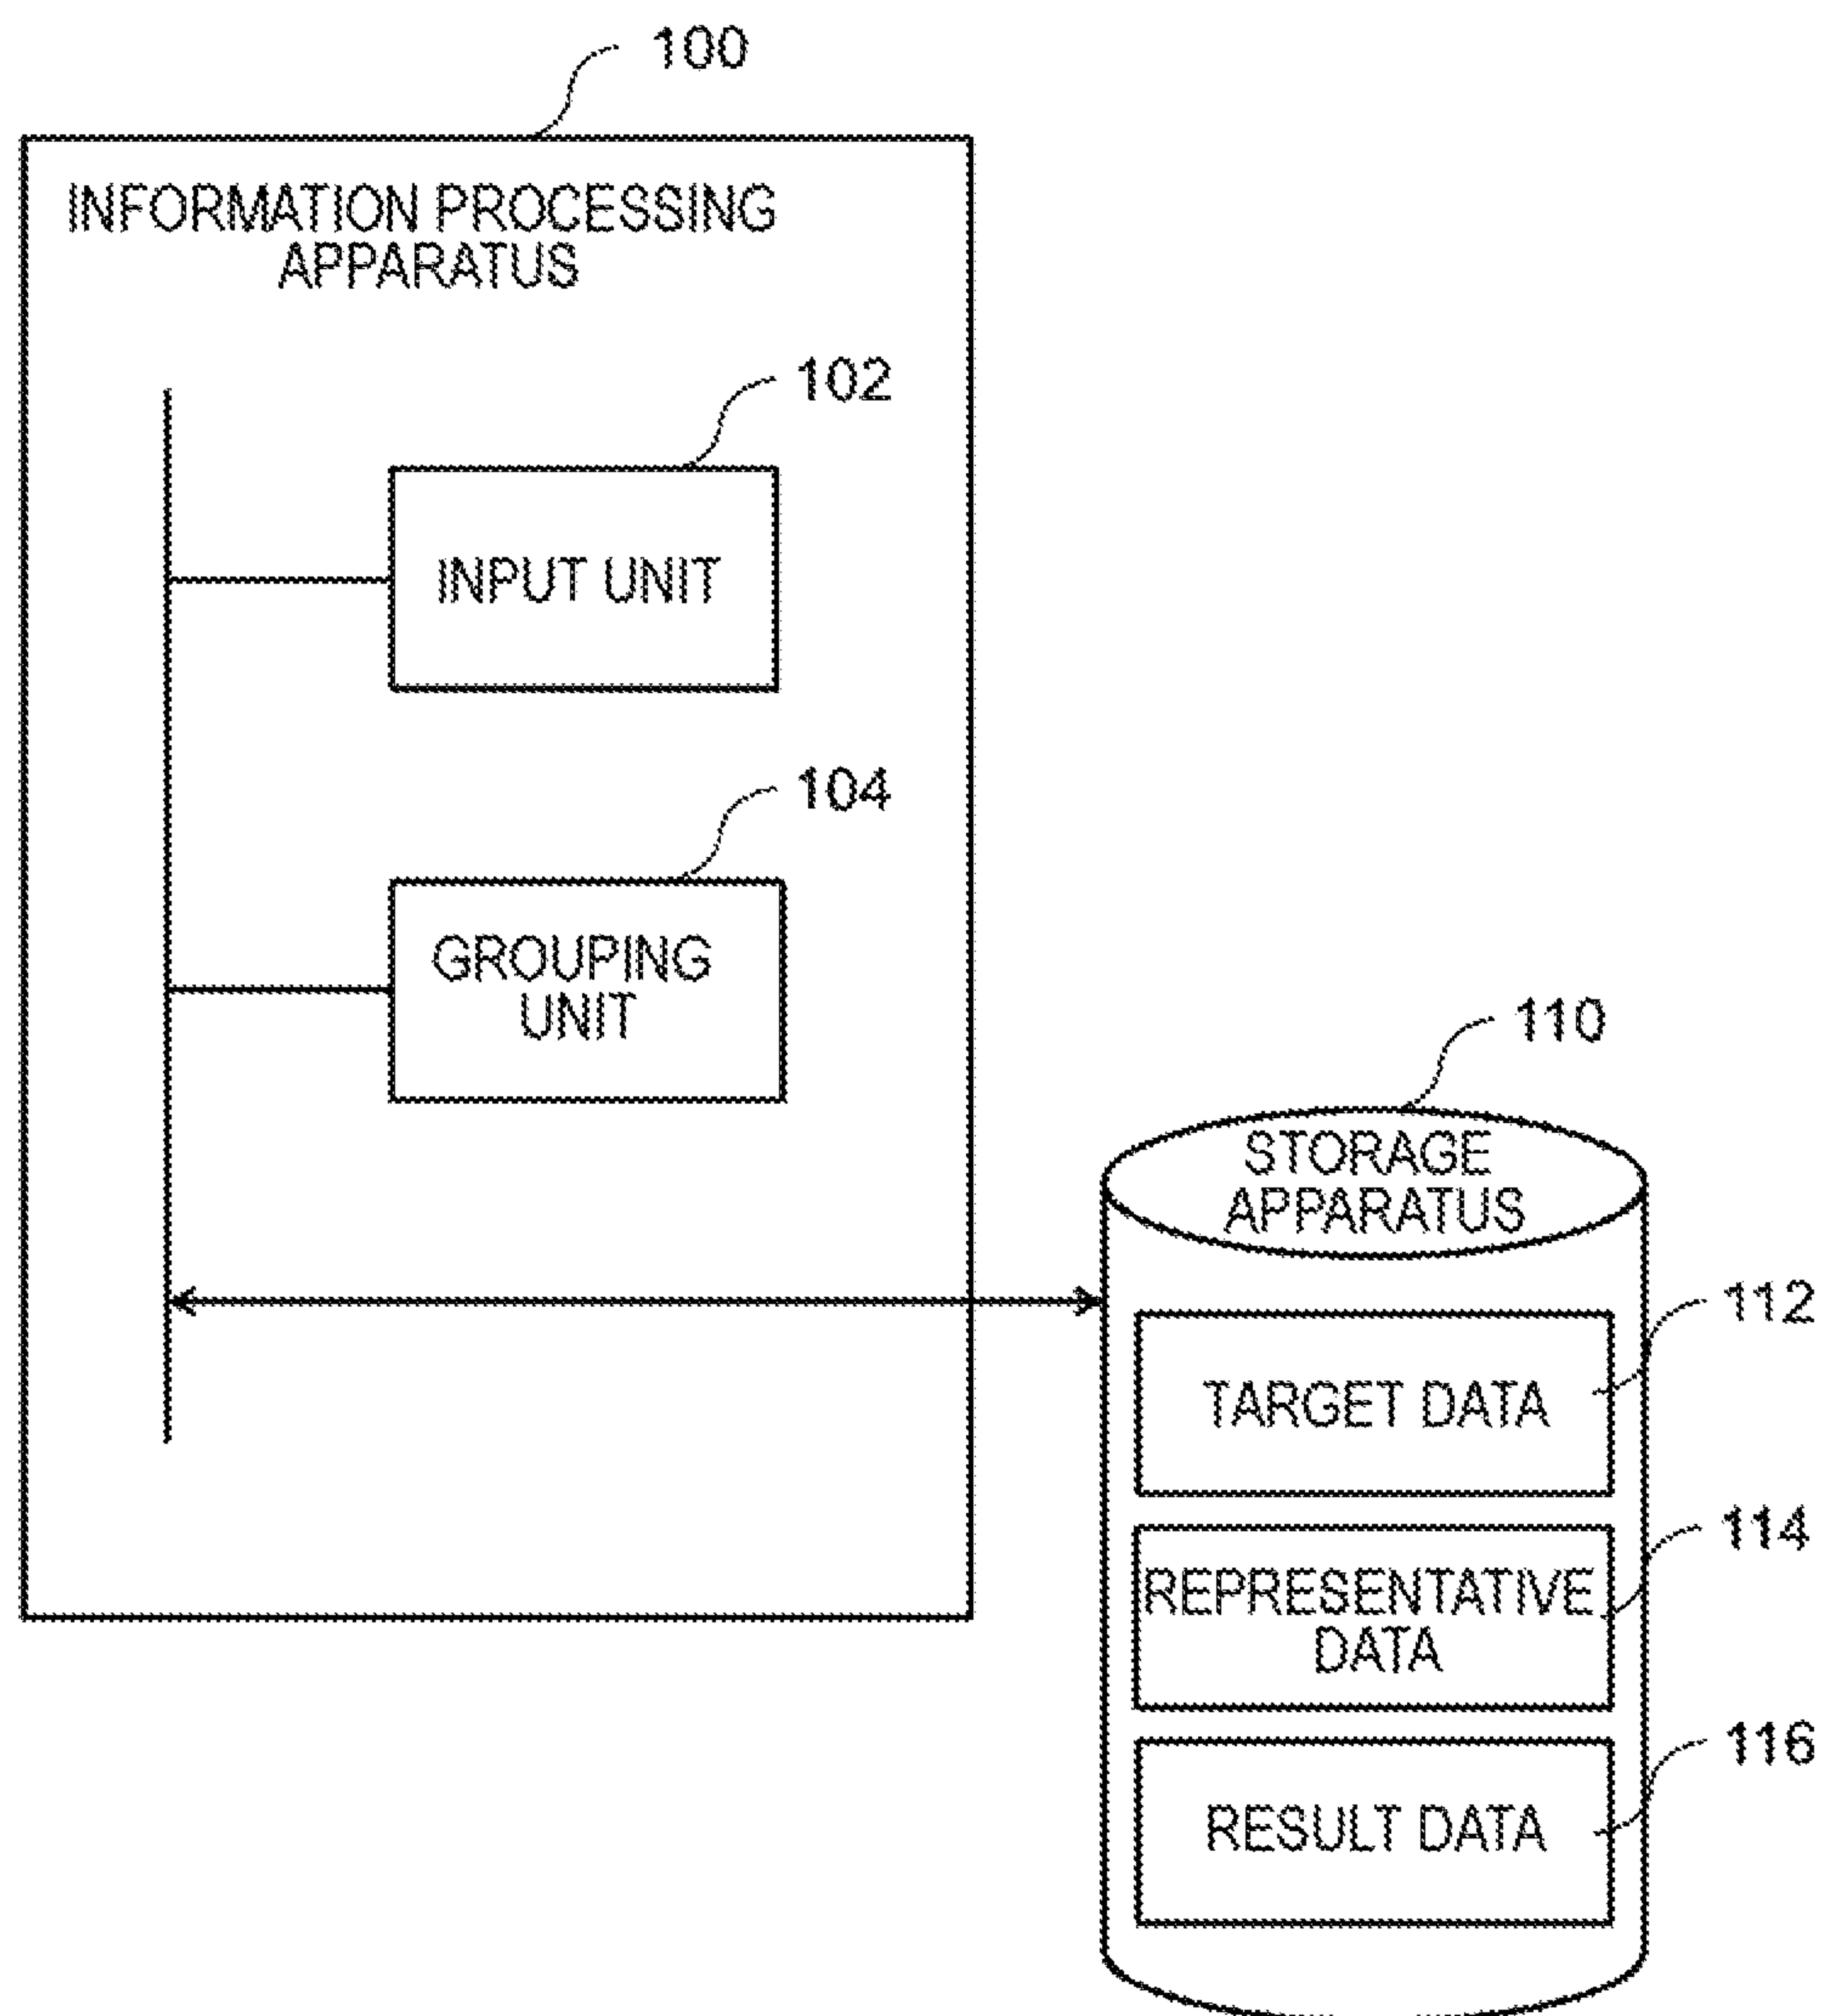 100
INFORMATION PROCESSING
APPARATUS
102
INPUT UNIT
104
GROUPING
UNIT
110
STORAGE
APPARATUS
112
TARGET DATA
114
REPRESENTATIVE
DATA
116
RESULT DATA